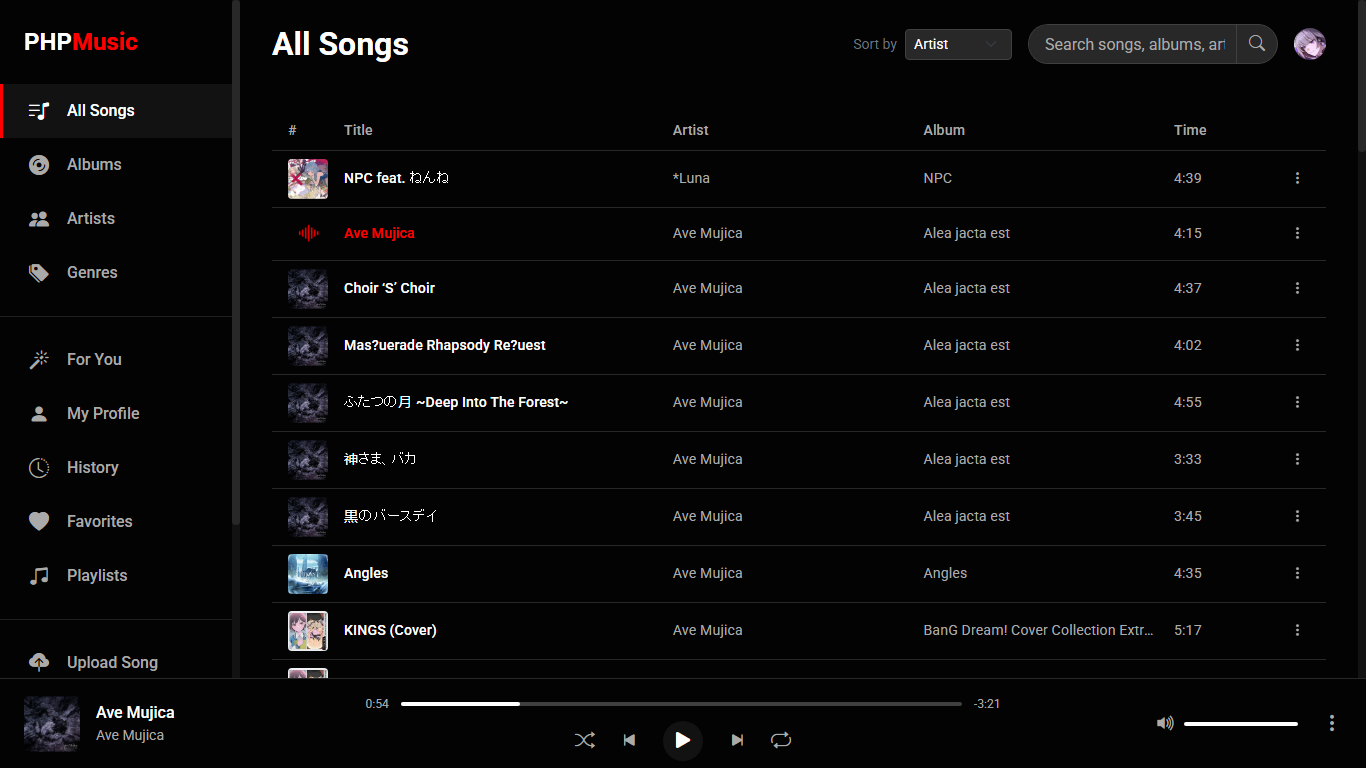 PHPMusic
All Songs
Albums
Artists
Genres
For You
My Profile
History
Favorites
Playlists
Upload Song
All Songs
Sort by
Artist
Search songs, albums, art
# Title Artist Album Time
NPC feat. ねんね *Luna NPC 4:39
Ave Mujica Ave Mujica Alea jacta est 4:15
Choir ‘S’ Choir Ave Mujica Alea jacta est 4:37
Mas?uerade Rhapsody Re?uest Ave Mujica Alea jacta est 4:02
ふたつの月 ~Deep Into The Forest~ Ave Mujica Alea jacta est 4:55
神さま、バカ Ave Mujica Alea jacta est 3:33
黒のバースデイ Ave Mujica Alea jacta est 3:45
Angles Ave Mujica Angles 4:35
KINGS (Cover) Ave Mujica BanG Dream! Cover Collection Extr... 5:17
Ave Mujica
Ave Mujica
0:54
-3:21